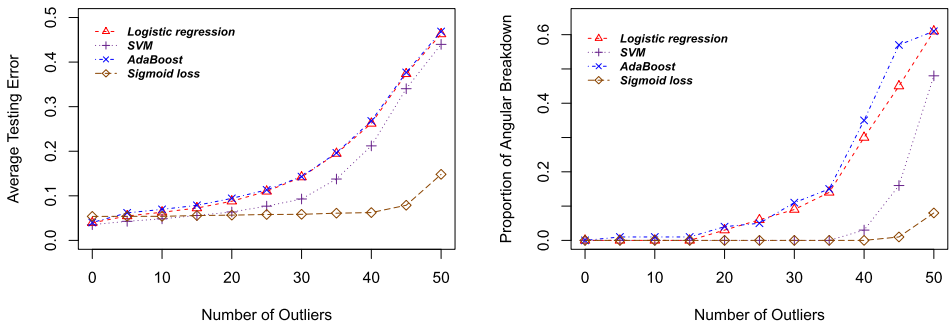 Average Testing Error
0.0 0.1 0.2 0.3 0.4 0.5
Logistic regression
SVM
AdaBoost
Sigmoid loss
0 10 20 30 40 50
Number of Outliers
Proportion of Angular Breakdown
0.0 0.2 0.4 0.6
Logistic regression
SVM
AdaBoost
Sigmoid loss
0 10 20 30 40 50
Number of Outliers